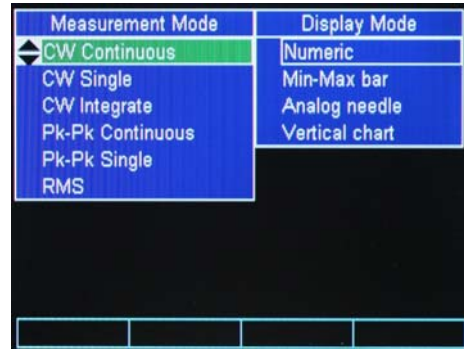 Measurement Mode
CW Continuous
CW Single
CW Integrate
Pk-Pk Continuous
Pk-Pk Single
RMS
Display Mode
Numeric
Min-Max bar
Analog needle
Vertical chart